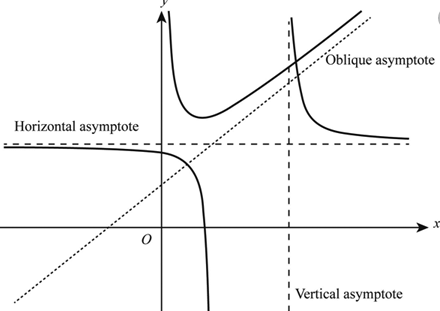 y
Oblique asymptote
Horizontal asymptote
O
x
Vertical asymptote